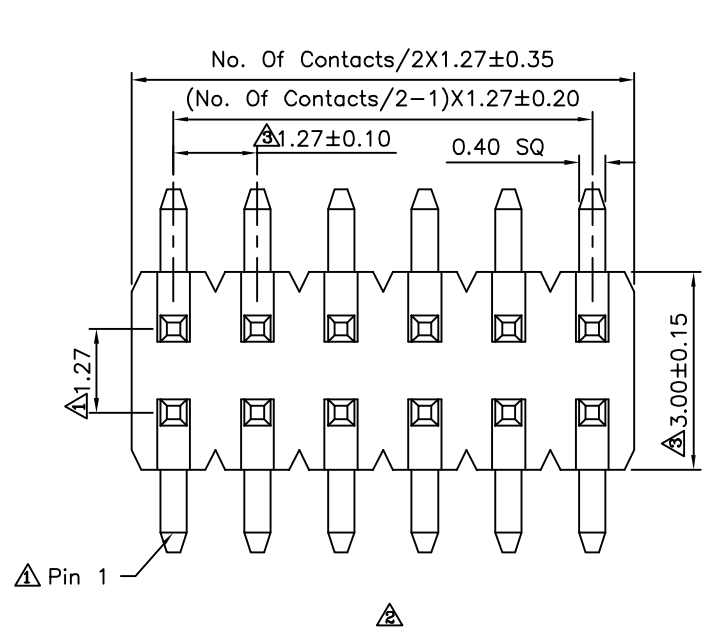 No. Of Contacts/2X1.27±0.35
(No. Of Contacts/2-1)X1.27±0.20
3 1.27±0.10
0.40 SQ
1 1.27
3 3.00±0.15
1 Pin 1
2